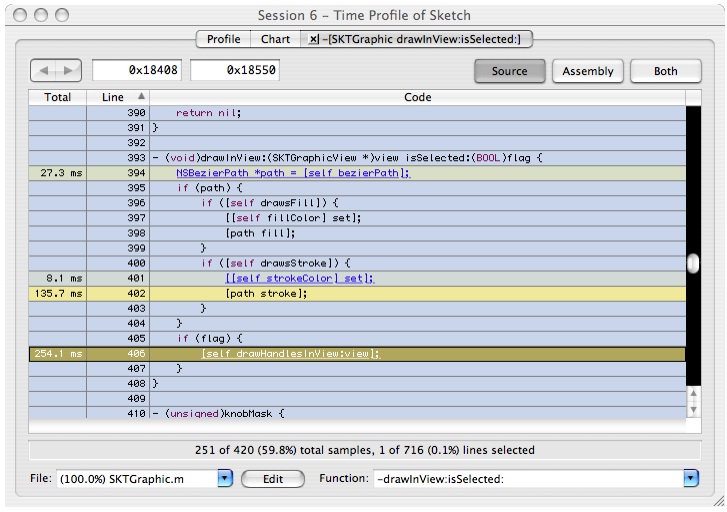 Session 6 – Time Profile of Sketch
Profile Chart x -[SKTGraphic drawInView:isSelected:]
0x18408 0x18550 Source Assembly Both
Total Line Code
390 return nil;
391 }
392
393 - (void)drawInView:(SKTGraphicView *)view isSelected:(BOOL)flag {
27.3 ms 394 NSBezierPath *path = [self bezierPath];
395 if (path) {
396 if ([self drawsFill]) {
397 [[self fillColor] set];
398 [path fill];
399 }
400 if ([self drawsStroke]) {
8.1 ms 401 [[self strokeColor] set];
135.7 ms 402 [path stroke];
403 }
404 }
405 if (flag) {
254.1 ms 406 [self drawHandlesInView:view];
407 }
408 }
409
410 - (unsigned)knobMask {
251 of 420 (59.8%) total samples, 1 of 716 (0.1%) lines selected
File: (100.0%) SKTGraphic.m Edit Function: -drawInView:isSelected: